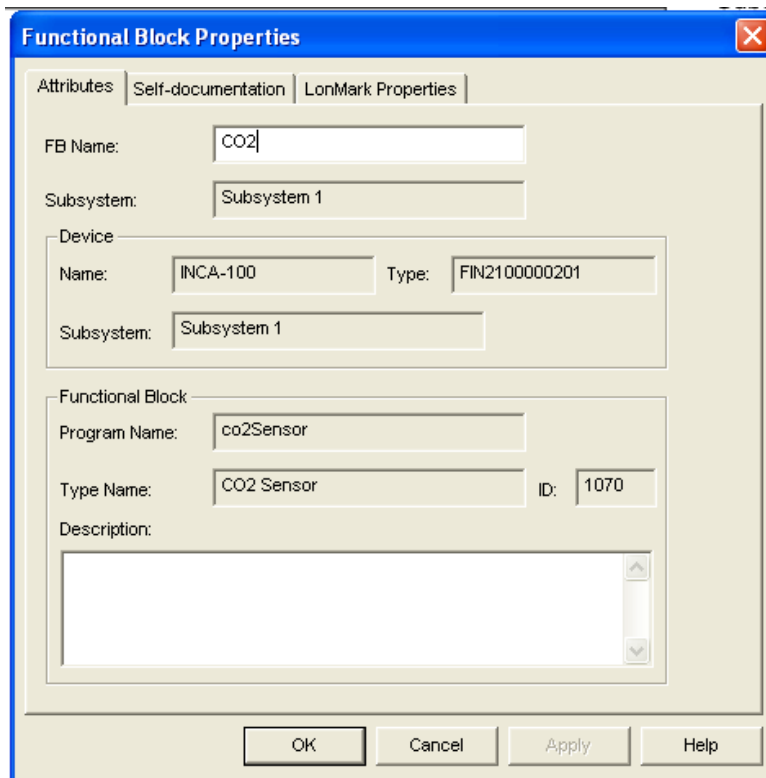 Functional Block Properties
Attributes Self-documentation LonMark Properties
FB Name: CO2
Subsystem: Subsystem 1
Device
Name: INCA-100 Type: FIN2100000201
Subsystem: Subsystem 1
Functional Block
Program Name: co2Sensor
Type Name: CO2 Sensor ID: 1070
Description:
OK Cancel Apply Help